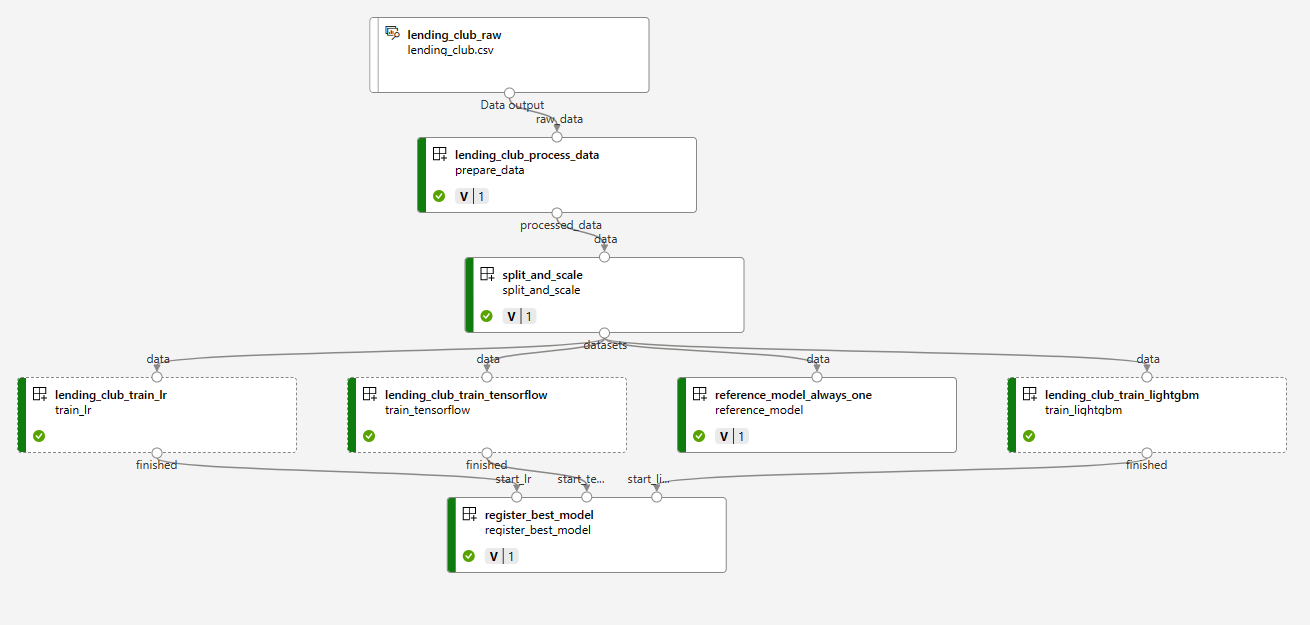 lending_club_raw
lending_club.csv
Data output
raw_data
lending_club_process_data
prepare_data
V 1
processed_data
data
split_and_scale
split_and_scale
V 1
datasets
data
data
data
data
lending_club_train_lr
train_lr
lending_club_train_tensorflow
train_tensorflow
reference_model_always_one
reference_model
V 1
lending_club_train_lightgbm
train_lightgbm
finished
finished
finished
start_lr
start_te...
start_li...
register_best_model
register_best_model
V 1